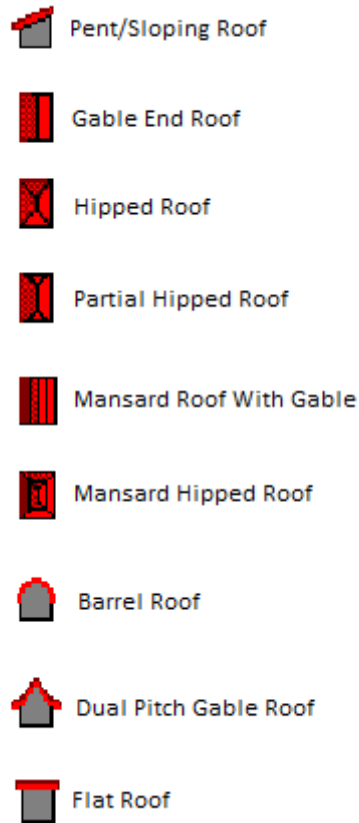 Pent/Sloping Roof
Gable End Roof
Hipped Roof
Partial Hipped Roof
Mansard Roof With Gable
Mansard Hipped Roof
Barrel Roof
Dual Pitch Gable Roof
Flat Roof